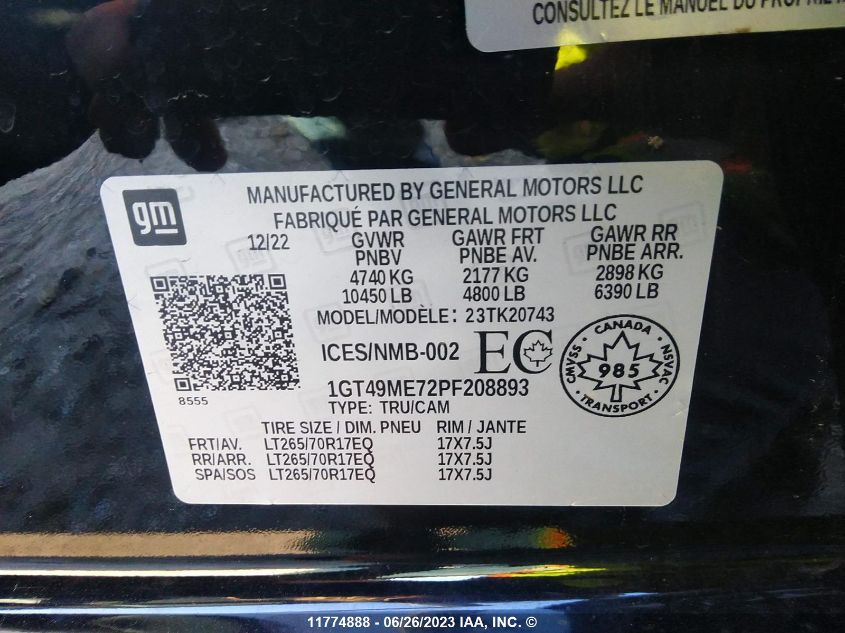 CONSULTEZ LE MANUEL DU
gm
MANUFACTURED BY GENERAL MOTORS LLC
FABRIQUÉ PAR GENERAL MOTORS LLC
12/22 GVWR GAWR FRT GAWR RR
PNBV PNBE AV. PNBE ARR.
4740 KG 2177 KG 2898 KG
10450 LB 4800 LB 6390 LB
MODEL/MODÈLE: 23TK20743
ICES/NMB-002 EC
CANADA
CMVSS 985 NSVAC
TRANSPORT
8555
1GT49ME72PF208893
TYPE: TRU/CAM
TIRE SIZE / DIM. PNEU RIM / JANTE
FRT/AV. LT265/70R17EQ 17X7.5J
RR/ARR. LT265/70R17EQ 17X7.5J
SPA/SOS LT265/70R17EQ 17X7.5J
11774888 - 06/26/2023 IAA, INC. ©